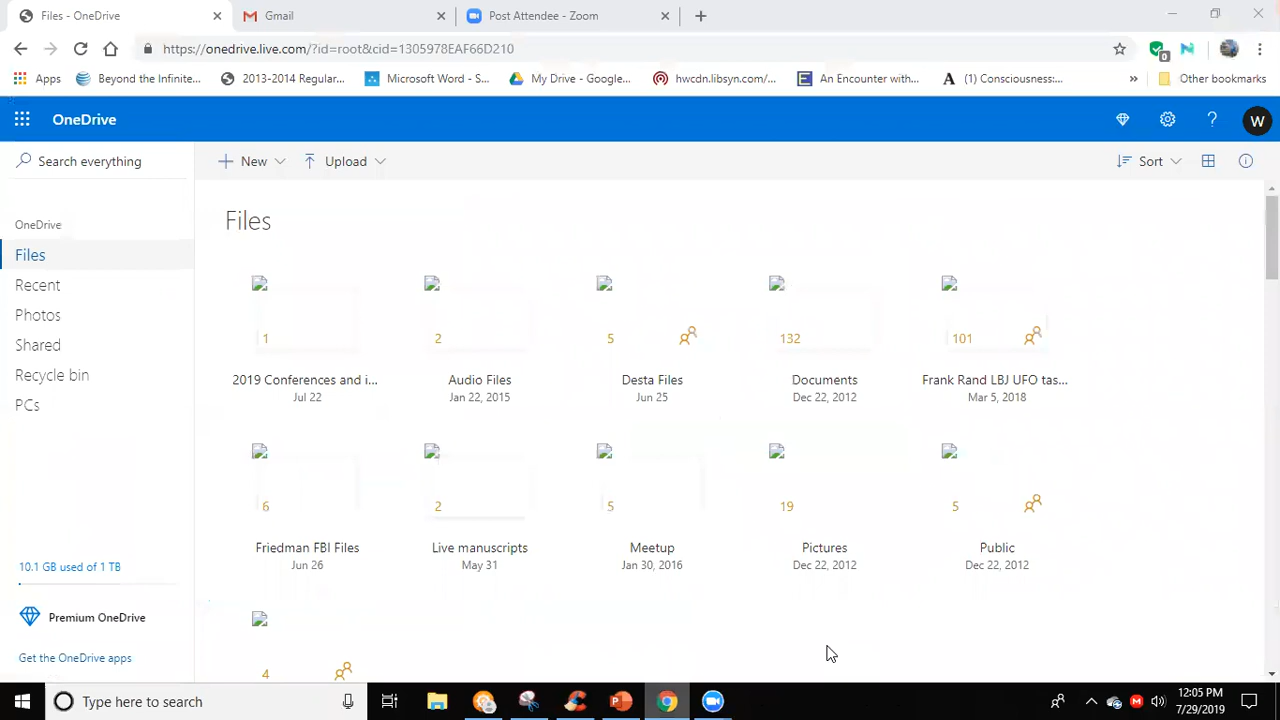 Files - OneDrive
Gmail
Post Attendee - Zoom
https://onedrive.live.com/?id=root&cid=1305978EAF66D210
0
Apps
Beyond the Infinite...
2013-2014 Regular...
Microsoft Word - S...
My Drive - Google...
hwcdn.libsyn.com/...
E
An Encounter with...
A
(1) Consciousness:...
»
Other bookmarks
OneDrive
?
W
Search everything
New
Upload
Sort
OneDrive
Files
Recent
Photos
Shared
Recycle bin
PCs
10.1 GB used of 1 TB
Premium OneDrive
Get the OneDrive apps
Files
1
2
5
132
101
2019 Conferences and i...
Audio Files
Desta Files
Documents
Frank Rand LBJ UFO tas...
Jul 22
Jan 22, 2015
Jun 25
Dec 22, 2012
Mar 5, 2018
6
2
5
19
5
Friedman FBI Files
Live manuscripts
Meetup
Pictures
Public
Jun 26
May 31
Jan 30, 2016
Dec 22, 2012
Dec 22, 2012
4
Type here to search
12:05 PM
7/29/2019